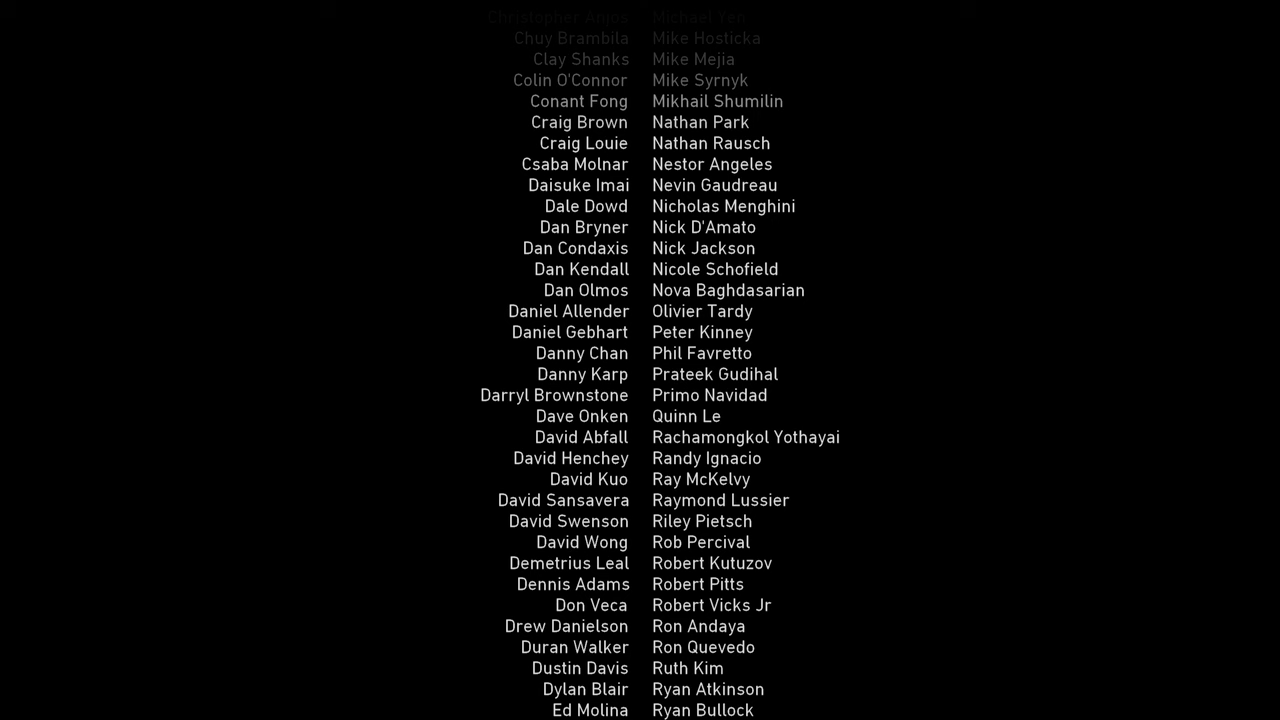 Christopher Anjos Michael Yen
Chuy Brambila Mike Hosticka
Clay Shanks Mike Mejia
Colin O'Connor Mike Syrnyk
Conant Fong Mikhail Shumilin
Craig Brown Nathan Park
Craig Louie Nathan Rausch
Csaba Molnar Nestor Angeles
Daisuke Imai Nevin Gaudreau
Dale Dowd Nicholas Menghini
Dan Bryner Nick D'Amato
Dan Condaxis Nick Jackson
Dan Kendall Nicole Schofield
Dan Olmos Nova Baghdasarian
Daniel Allender Olivier Tardy
Daniel Gebhart Peter Kinney
Danny Chan Phil Favretto
Danny Karp Prateek Gudihal
Darryl Brownstone Primo Navidad
Dave Onken Quinn Le
David Abfall Rachamongkol Yothayai
David Henchey Randy Ignacio
David Kuo Ray McKelvy
David Sansavera Raymond Lussier
David Swenson Riley Pietsch
David Wong Rob Percival
Demetrius Leal Robert Kutuzov
Dennis Adams Robert Pitts
Don Veca Robert Vicks Jr
Drew Danielson Ron Andaya
Duran Walker Ron Quevedo
Dustin Davis Ruth Kim
Dylan Blair Ryan Atkinson
Ed Molina Ryan Bullock